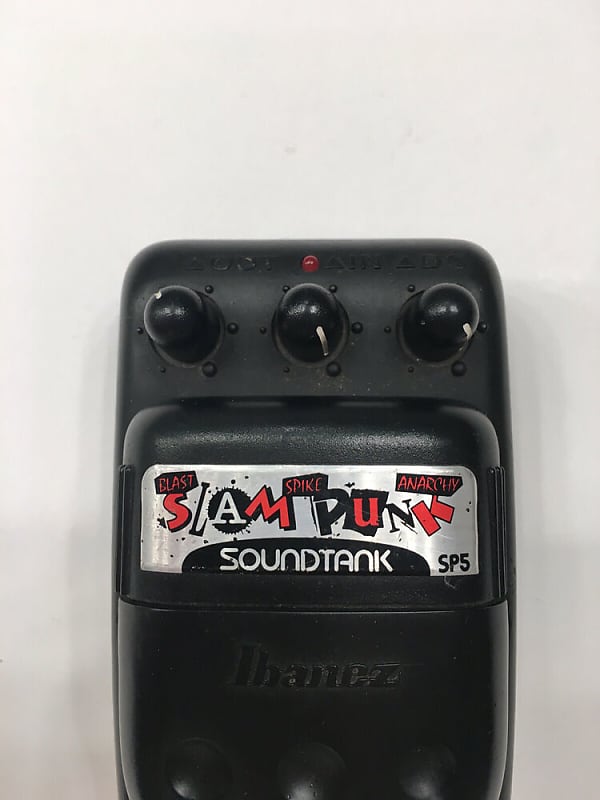 BLAST SPIKE ANARCHY
SLAM PUNK
SOUNDTANK
SP5
Ibanez